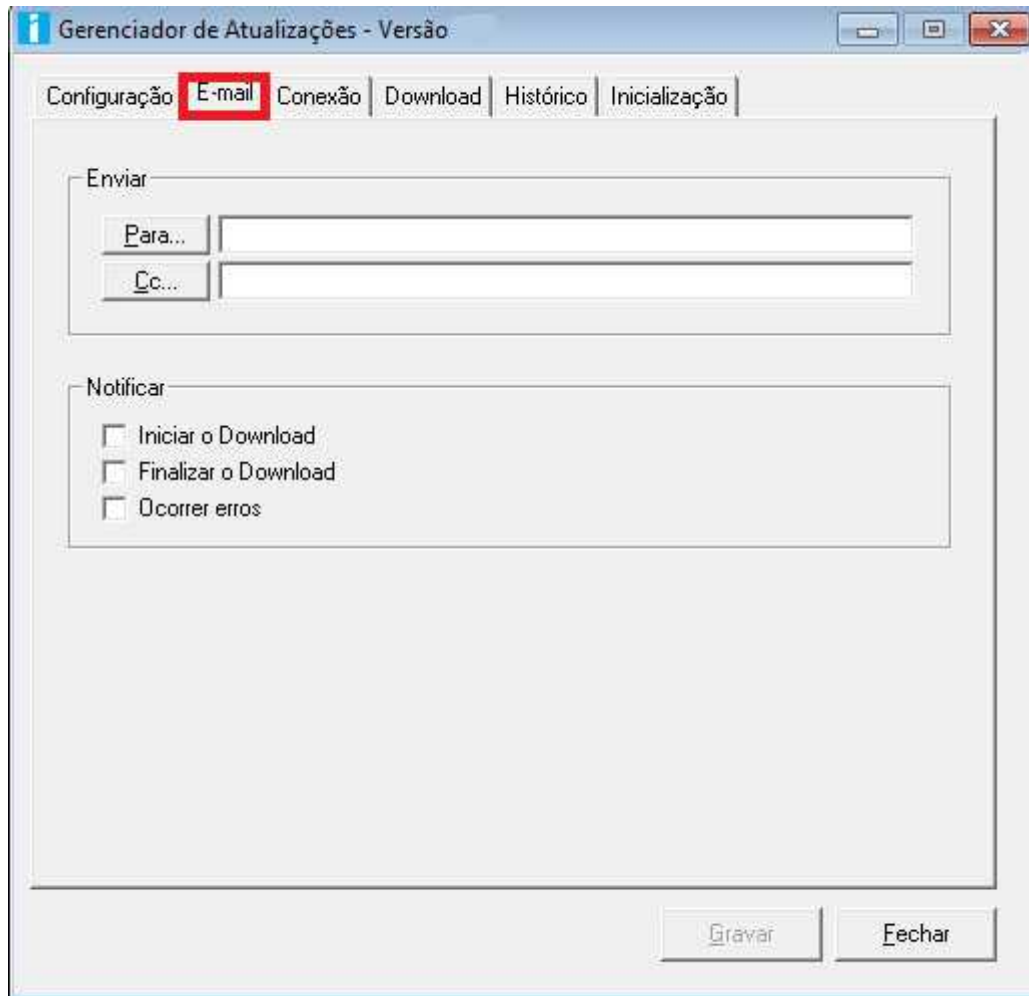 Gerenciador de Atualizações - Versão
Configuração E-mail Conexão Download Histórico Inicialização
Enviar
Para...
Cc...
Notificar
Iniciar o Download
Finalizar o Download
Ocorrer erros
Gravar Fechar